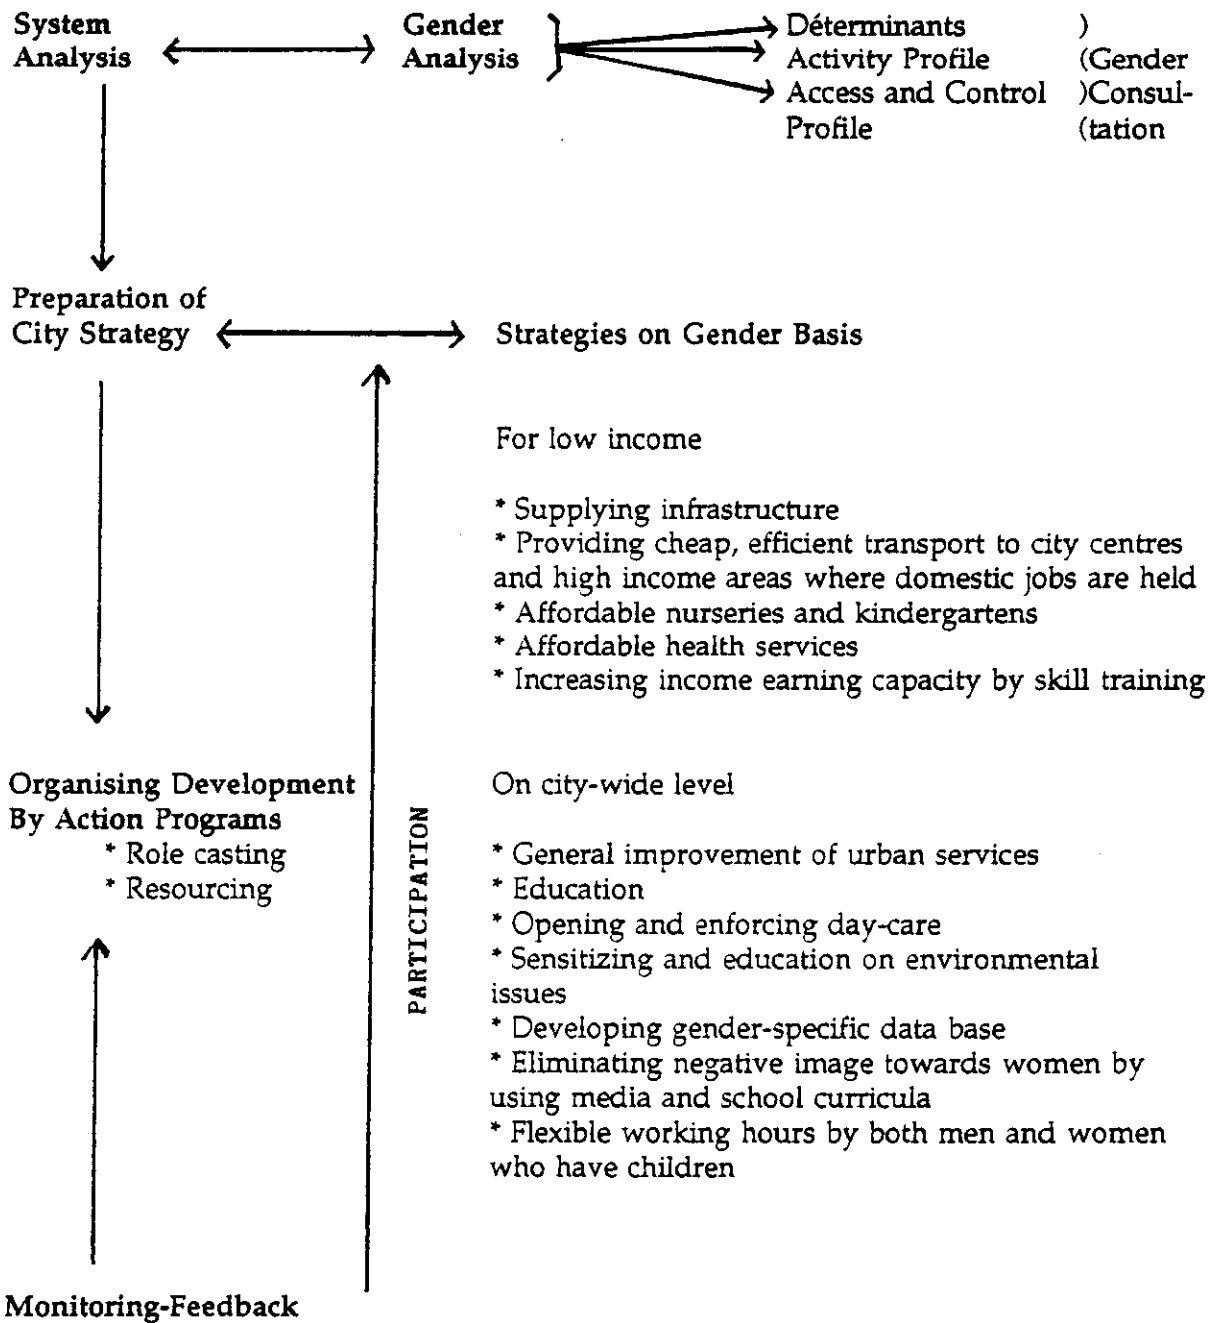 System
Analysis
Gender
Analysis
Déterminants )
Activity Profile (Gender
Access and Control )Consul-
Profile (tation
Preparation of
City Strategy
Strategies on Gender Basis
For low income
* Supplying infrastructure
* Providing cheap, efficient transport to city centres
and high income areas where domestic jobs are held
* Affordable nurseries and kindergartens
* Affordable health services
* Increasing income earning capacity by skill training
Organising Development
By Action Programs
* Role casting
* Resourcing
PARTICIPATION
On city-wide level
* General improvement of urban services
* Education
* Opening and enforcing day-care
* Sensitizing and education on environmental
issues
* Developing gender-specific data base
* Eliminating negative image towards women by
using media and school curricula
* Flexible working hours by both men and women
who have children
Monitoring-Feedback